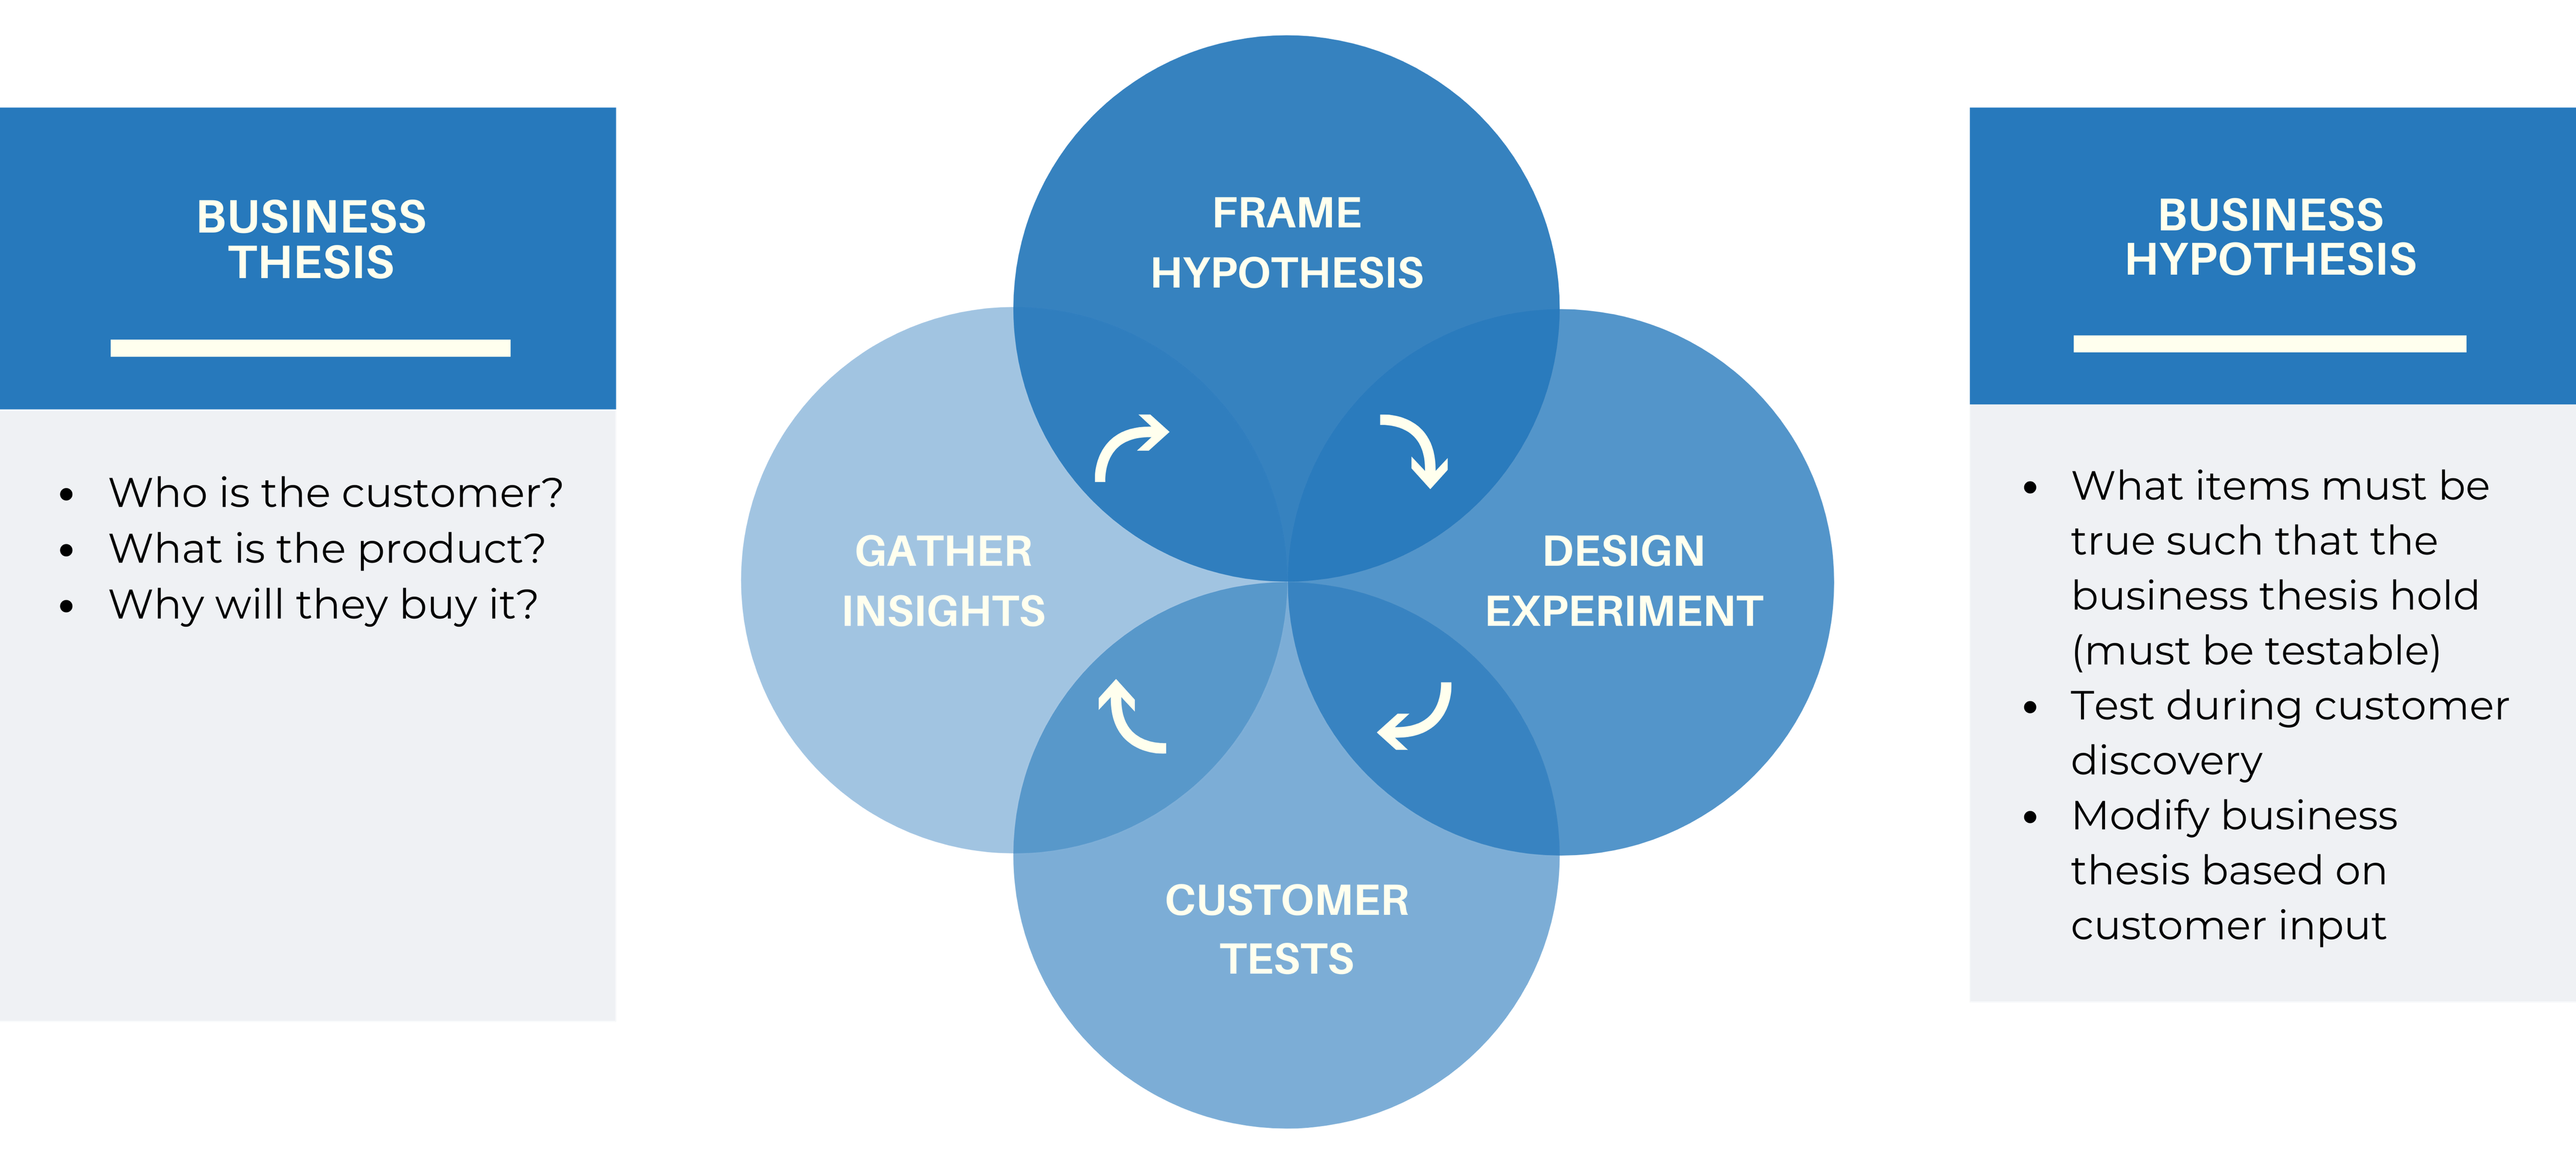 BUSINESS
THESIS
• Who is the customer?
• What is the product?
• Why will they buy it?
FRAME
HYPOTHESIS
GATHER
INSIGHTS
DESIGN
EXPERIMENT
CUSTOMER
TESTS
BUSINESS
HYPOTHESIS
• What items must be
true such that the
business thesis hold
(must be testable)
• Test during customer
discovery
• Modify business
thesis based on
customer input